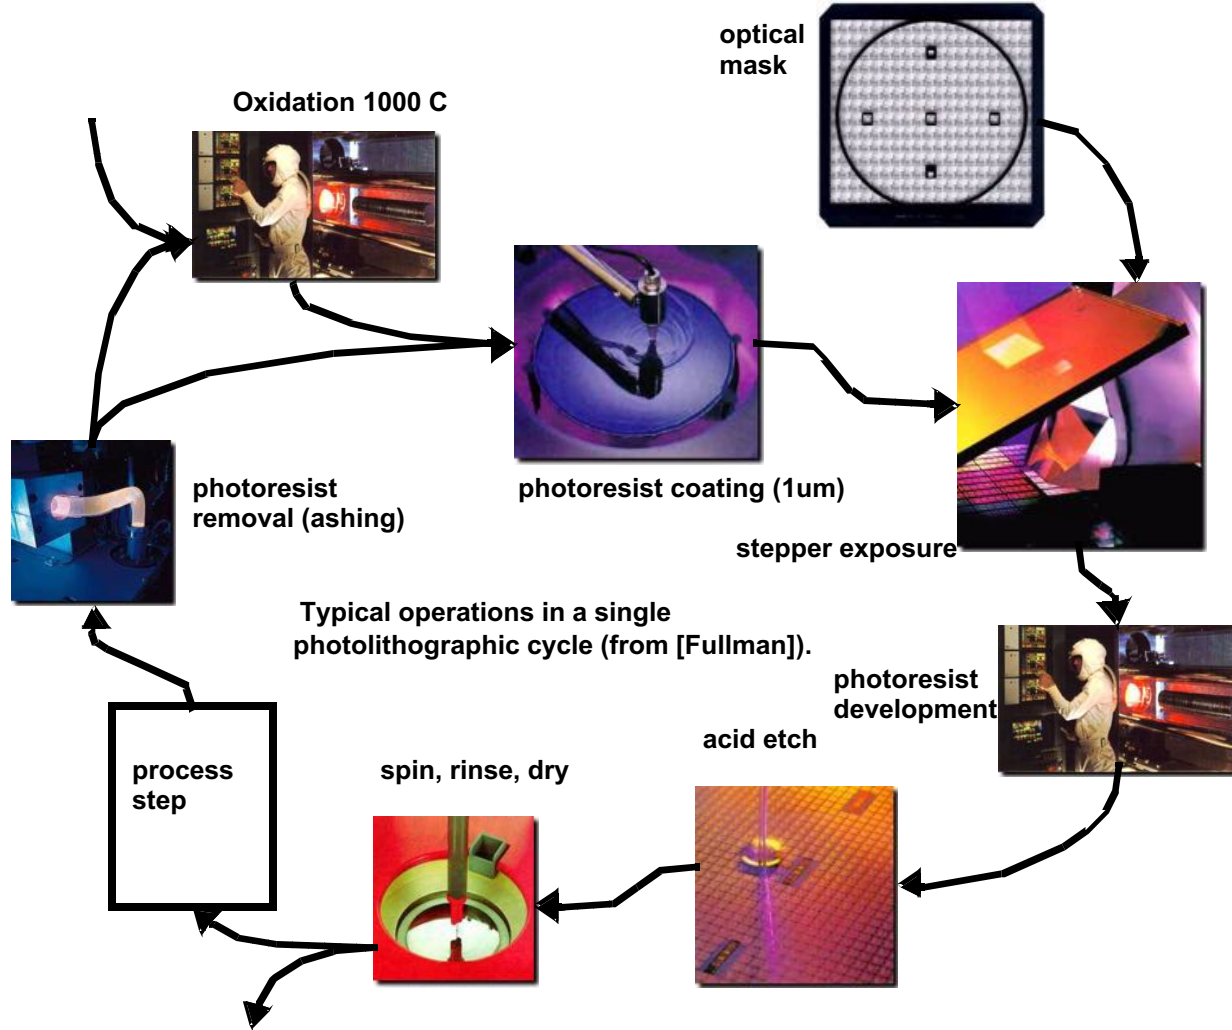 optical
mask
Oxidation 1000 C
photoresist
removal (ashing)
photoresist coating (1um)
stepper exposure
Typical operations in a single
photolithographic cycle (from [Fullman]).
photoresist
development
acid etch
spin, rinse, dry
process
step